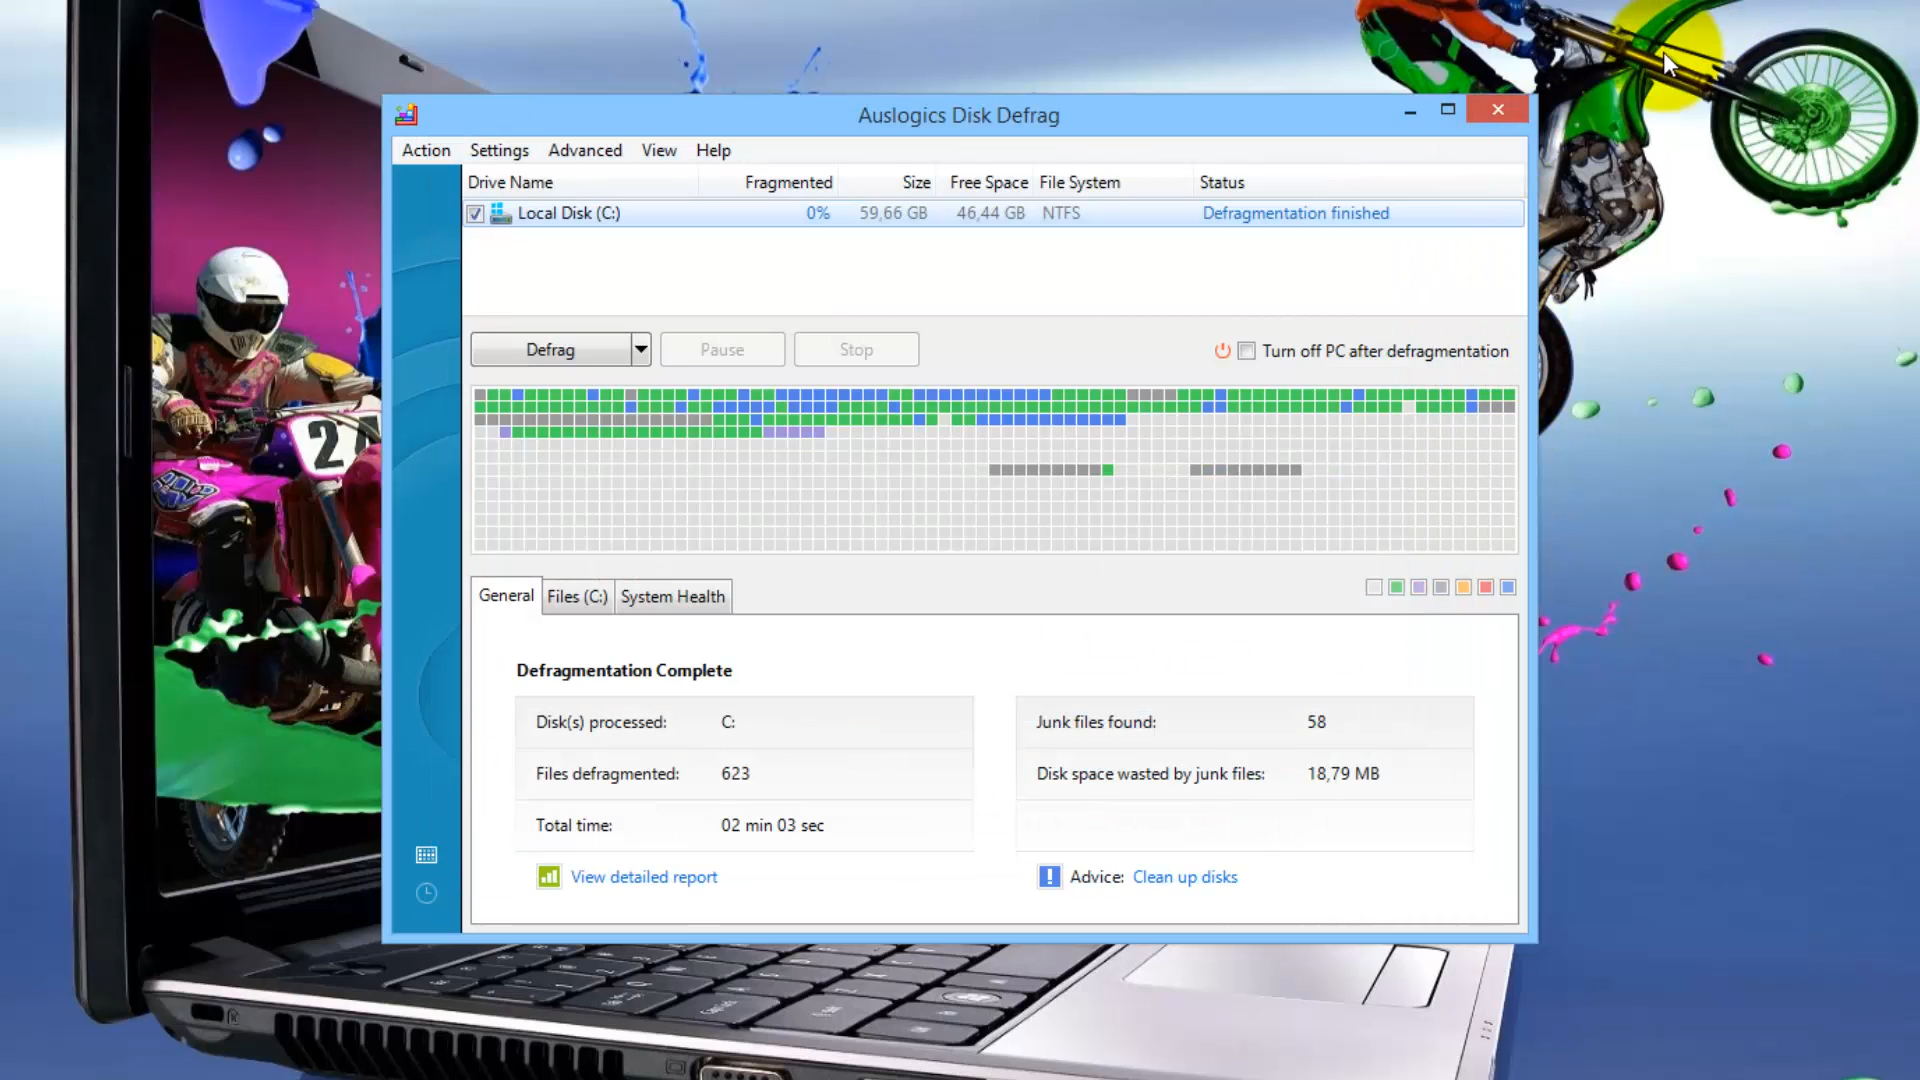 Auslogics Disk Defrag
Action Settings Advanced View Help
Drive Name Fragmented Size Free Space File System Status
Local Disk (C:) 0% 59,66 GB 46,44 GB NTFS Defragmentation finished
Defrag Pause Stop Turn off PC after defragmentation
General Files (C:) System Health
Defragmentation Complete
Disk(s) processed: C: Junk files found: 58
Files defragmented: 623 Disk space wasted by junk files: 18,79 MB
Total time: 02 min 03 sec
View detailed report Advice: Clean up disks